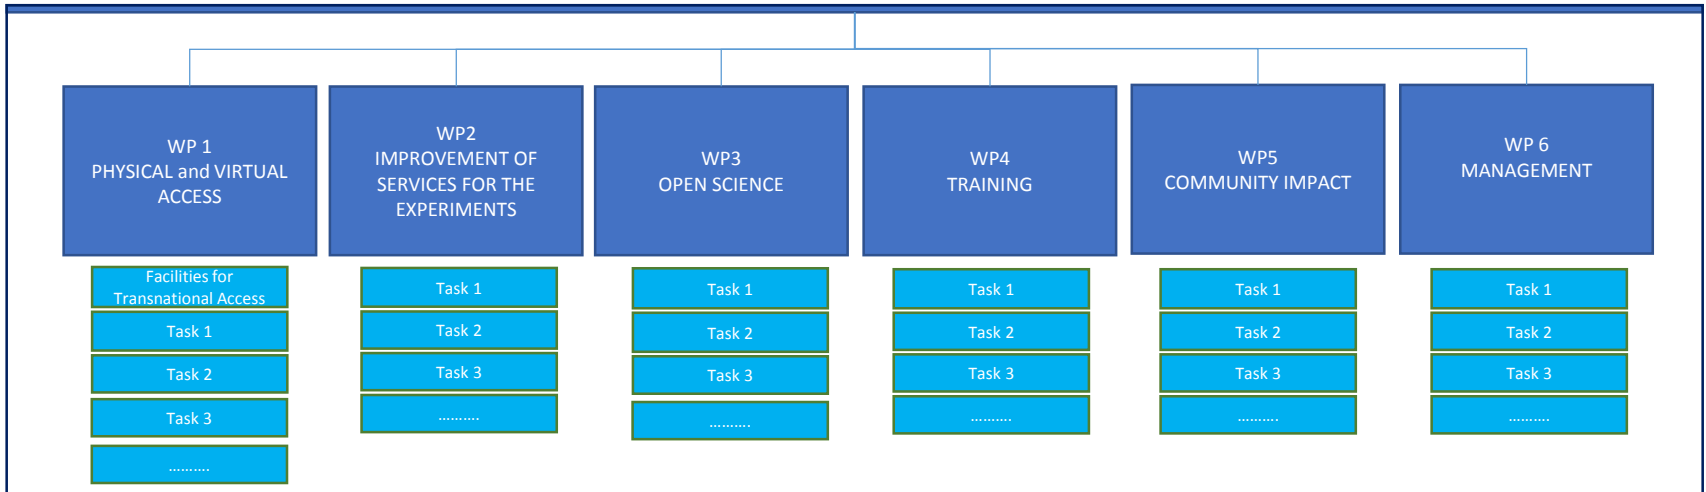 WP 1
PHYSICAL and VIRTUAL
ACCESS
Facilities for
Transnational Access
Task 1
Task 2
Task 3
..........
WP2
IMPROVEMENT OF
SERVICES FOR THE
EXPERIMENTS
Task 1
Task 2
Task 3
..........
WP3
OPEN SCIENCE
Task 1
Task 2
Task 3
..........
WP4
TRAINING
Task 1
Task 2
Task 3
..........
WP5
COMMUNITY IMPACT
Task 1
Task 2
Task 3
..........
WP 6
MANAGEMENT
Task 1
Task 2
Task 3
..........